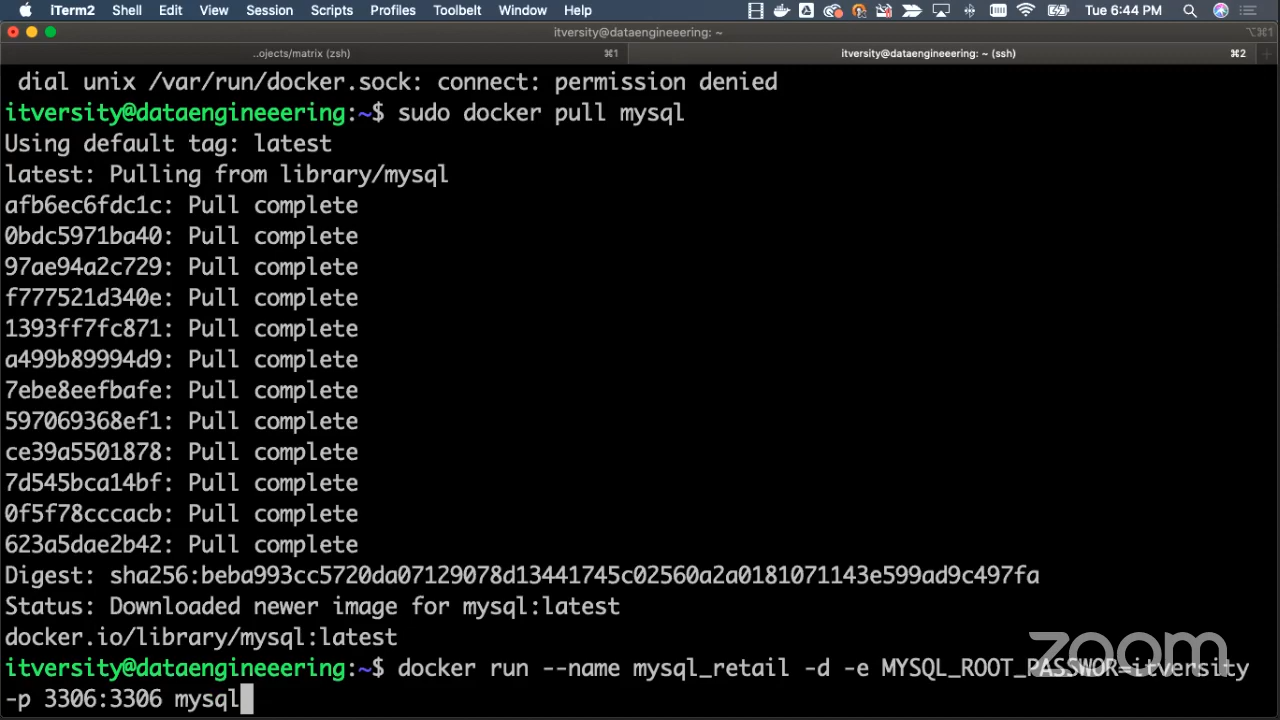 iTerm2 Shell Edit View Session Scripts Profiles Toolbelt Window Help Tue 6:44 PM
itversity@dataengineeering: ~ ⌥⌘1
..ojects/matrix (zsh) ⌘1 itversity@dataengineeering: ~ (ssh) ⌘2
dial unix /var/run/docker.sock: connect: permission denied
itversity@dataengineeering:~$ sudo docker pull mysql
Using default tag: latest
latest: Pulling from library/mysql
afb6ec6fdc1c: Pull complete
0bdc5971ba40: Pull complete
97ae94a2c729: Pull complete
f777521d340e: Pull complete
1393ff7fc871: Pull complete
a499b89994d9: Pull complete
7ebe8eefbafe: Pull complete
597069368ef1: Pull complete
ce39a5501878: Pull complete
7d545bca14bf: Pull complete
0f5f78cccacb: Pull complete
623a5dae2b42: Pull complete
Digest: sha256:beba993cc5720da07129078d13441745c02560a2a0181071143e599ad9c497fa
Status: Downloaded newer image for mysql:latest
docker.io/library/mysql:latest
itversity@dataengineeering:~$ docker run --name mysql_retail -d -e MYSQL_ROOT_PASSWOR=itversity
-p 3306:3306 mysql
zoom